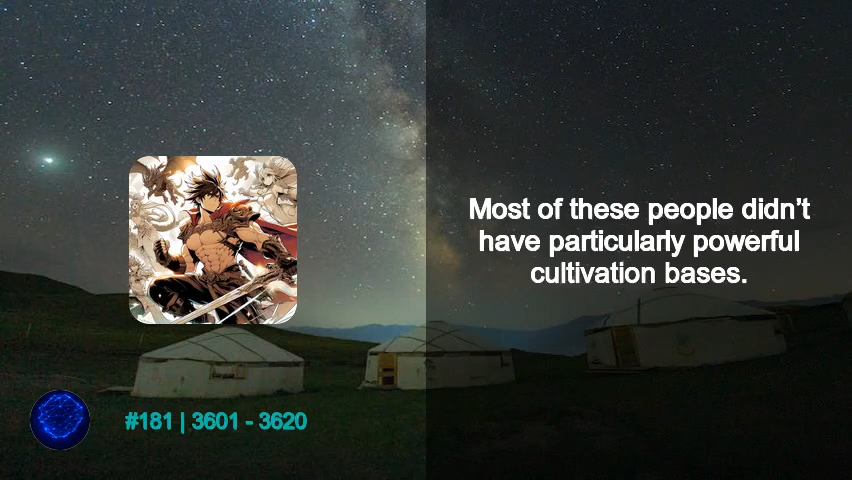 Most of these people didn’t
have particularly powerful
cultivation bases.
#181 | 3601 - 3620